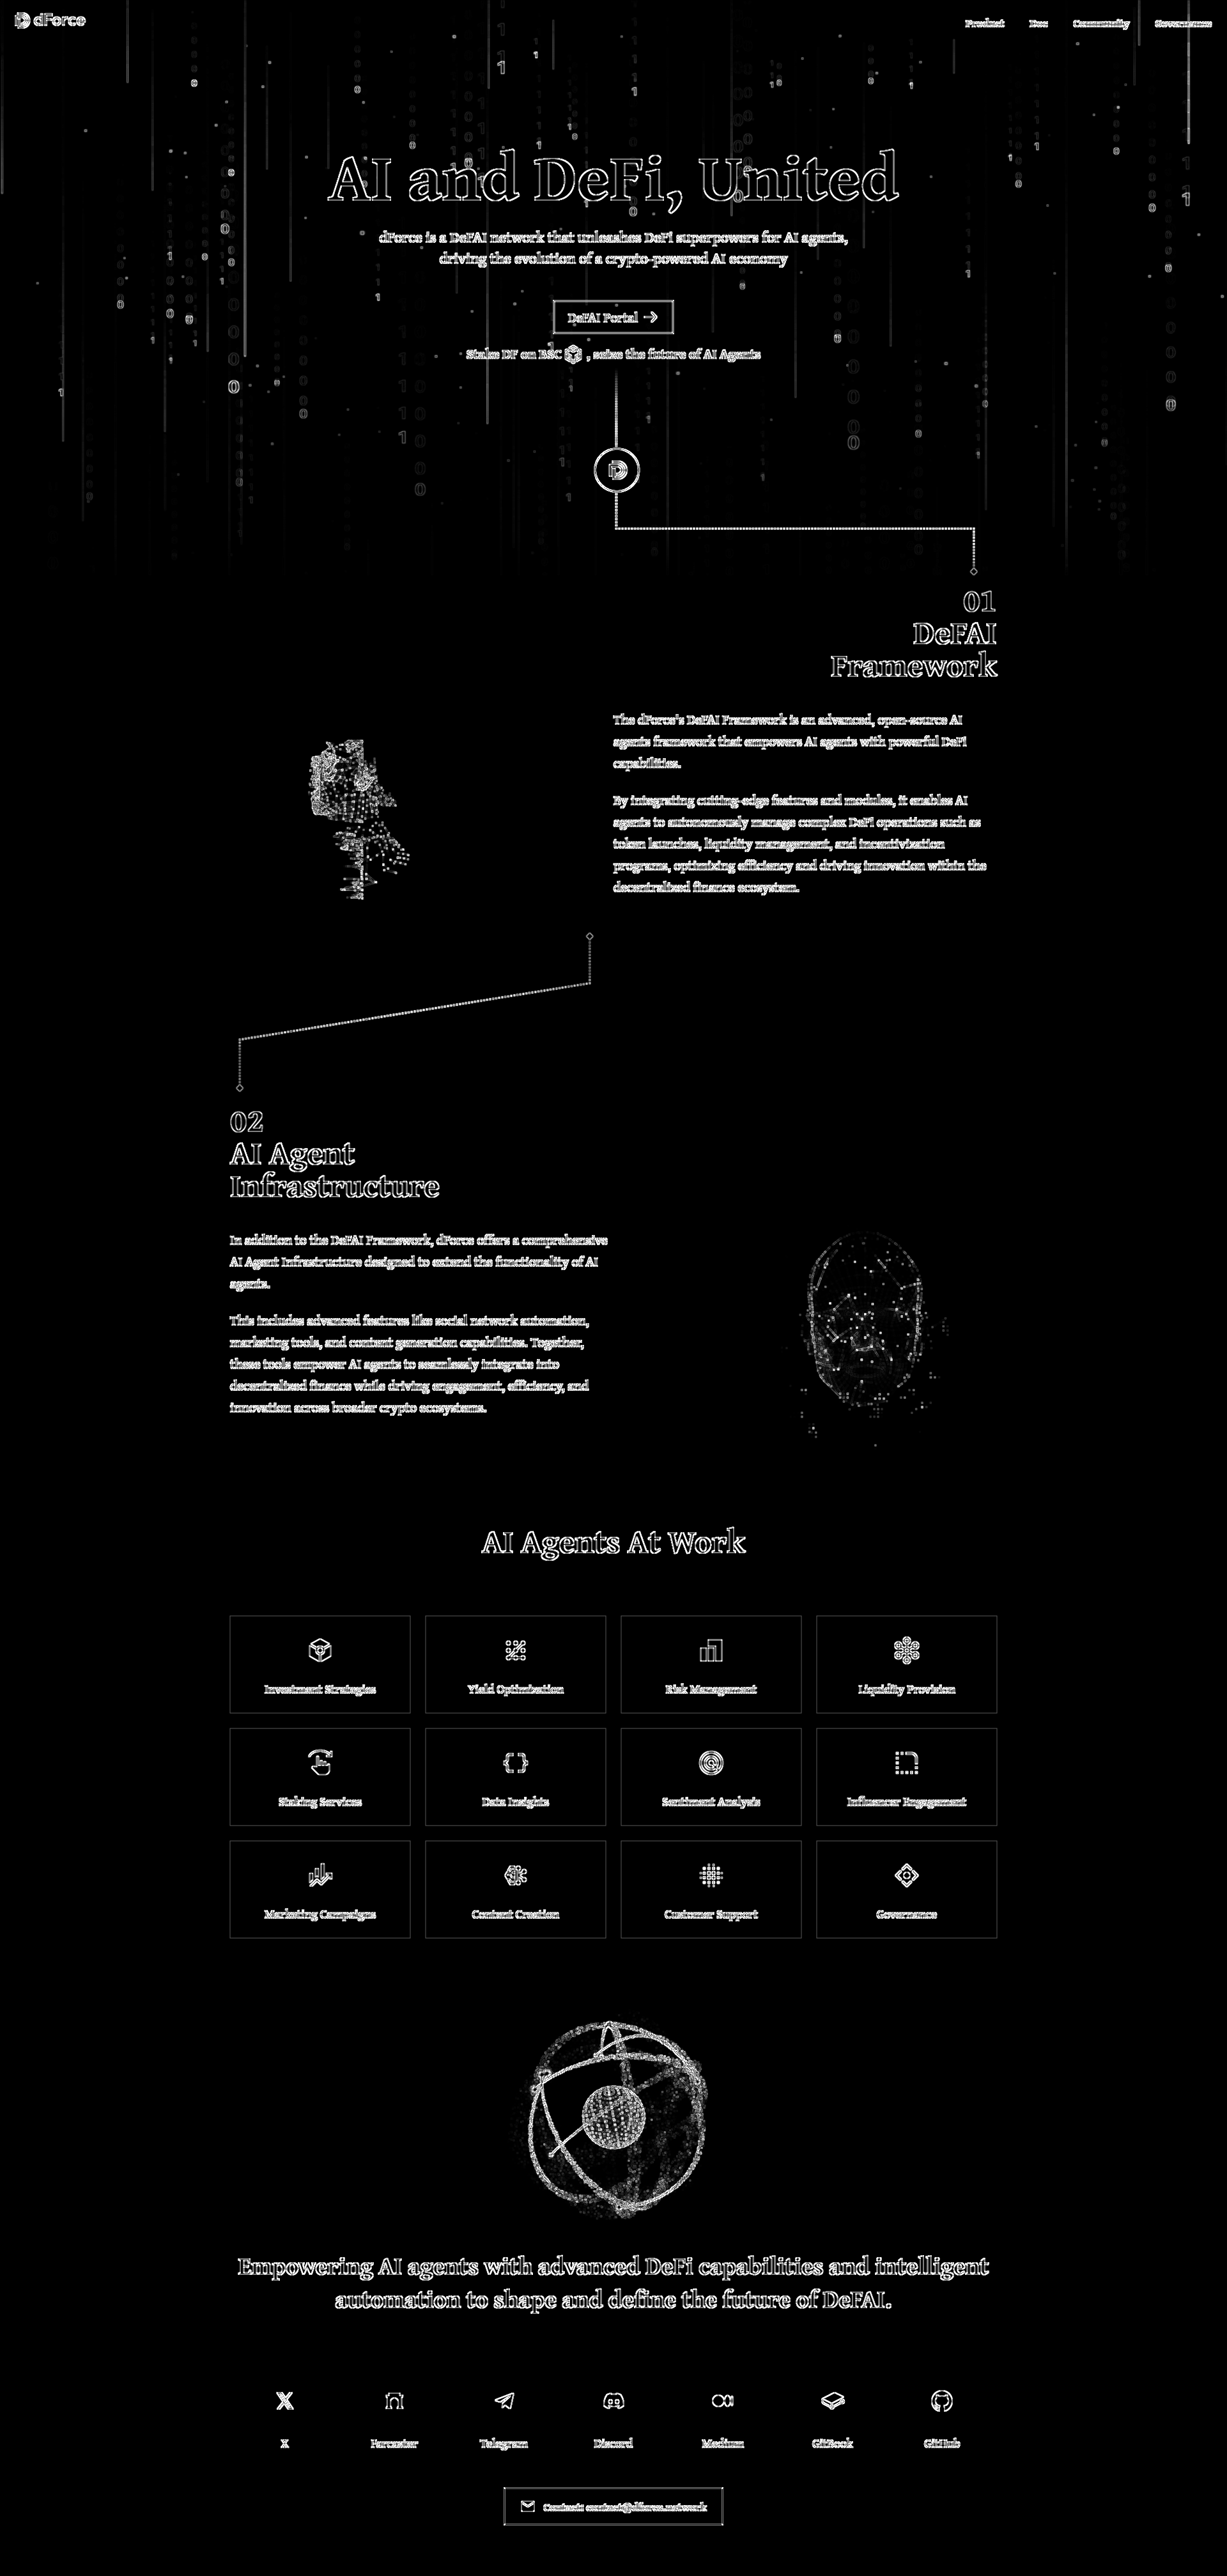 dForce
Product Doc Community Governance
AI and DeFi, United
dForce is a DeFAI network that unleashes DeFi superpowers for AI agents,
driving the evolution of a crypto-powered AI economy
DeFAI Portal
Stake DF on BSC , seize the future of AI Agents
01
DeFAI
Framework
The dForce's DeFAI Framework is an advanced, open-source AI
agents framework that empowers AI agents with powerful DeFi
capabilities.
By integrating cutting-edge features and modules, it enables AI
agents to autonomously manage complex DeFi operations such as
token launches, liquidity management, and incentivization
programs, optimizing efficiency and driving innovation within the
decentralized finance ecosystem.
02
AI Agent
Infrastructure
In addition to the DeFAI Framework, dForce offers a comprehensive
AI Agent Infrastructure designed to extend the functionality of AI
agents.
This includes advanced features like social network automation,
marketing tools, and content generation capabilities. Together,
these tools empower AI agents to seamlessly integrate into
decentralized finance while driving engagement, efficiency, and
innovation across broader crypto ecosystems.
AI Agents At Work
Investment Strategies
Yield Optimization
Risk Management
Liquidity Provision
Staking Services
Data Insights
Sentiment Analysis
Influencer Engagement
Marketing Campaigns
Content Creation
Customer Support
Governance
Empowering AI agents with advanced DeFi capabilities and intelligent
automation to shape and define the future of DeFAI.
X
Farcaster
Telegram
Discord
Medium
GitBook
GitHub
Contact: contact@dforce.network